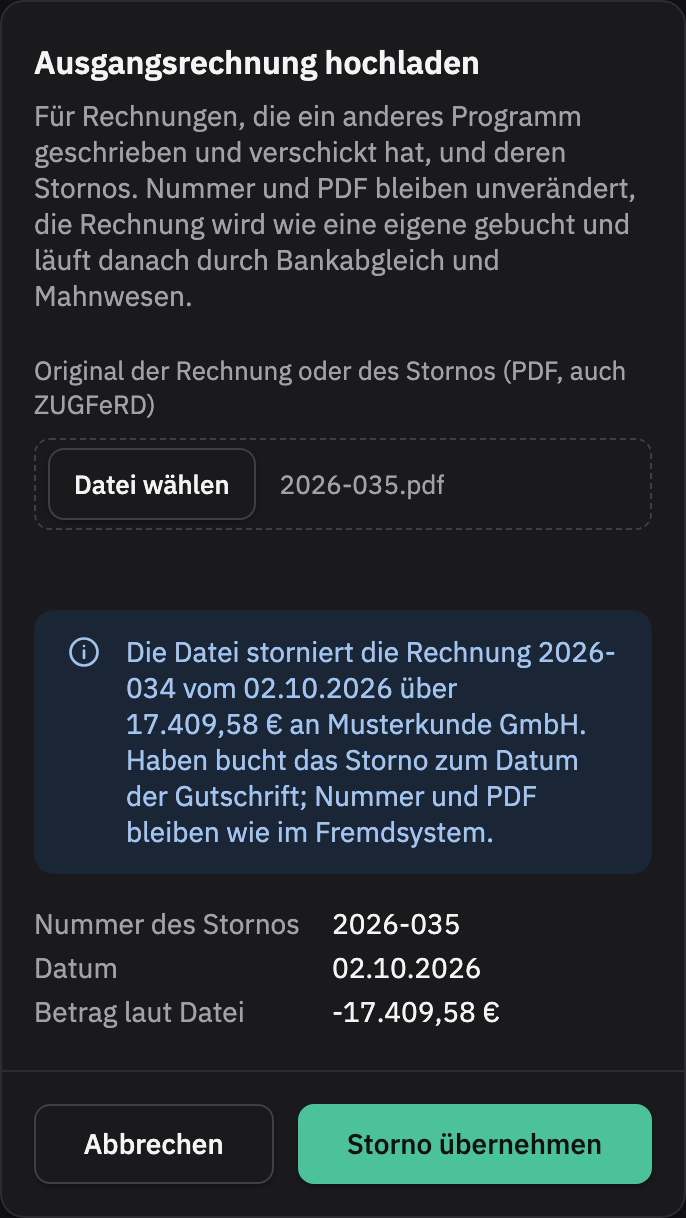 Ausgangsrechnung hochladen
Für Rechnungen, die ein anderes Programm
geschrieben und verschickt hat, und deren
Stornos. Nummer und PDF bleiben unverändert,
die Rechnung wird wie eine eigene gebucht und
läuft danach durch Bankabgleich und
Mahnwesen.
Original der Rechnung oder des Stornos (PDF, auch
ZUGFeRD)
Datei wählen 2026-035.pdf
Die Datei storniert die Rechnung 2026-
034 vom 02.10.2026 über
17.409,58 € an Musterkunde GmbH.
Haben bucht das Storno zum Datum
der Gutschrift; Nummer und PDF
bleiben wie im Fremdsystem.
Nummer des Stornos 2026-035
Datum 02.10.2026
Betrag laut Datei -17.409,58 €
Abbrechen Storno übernehmen